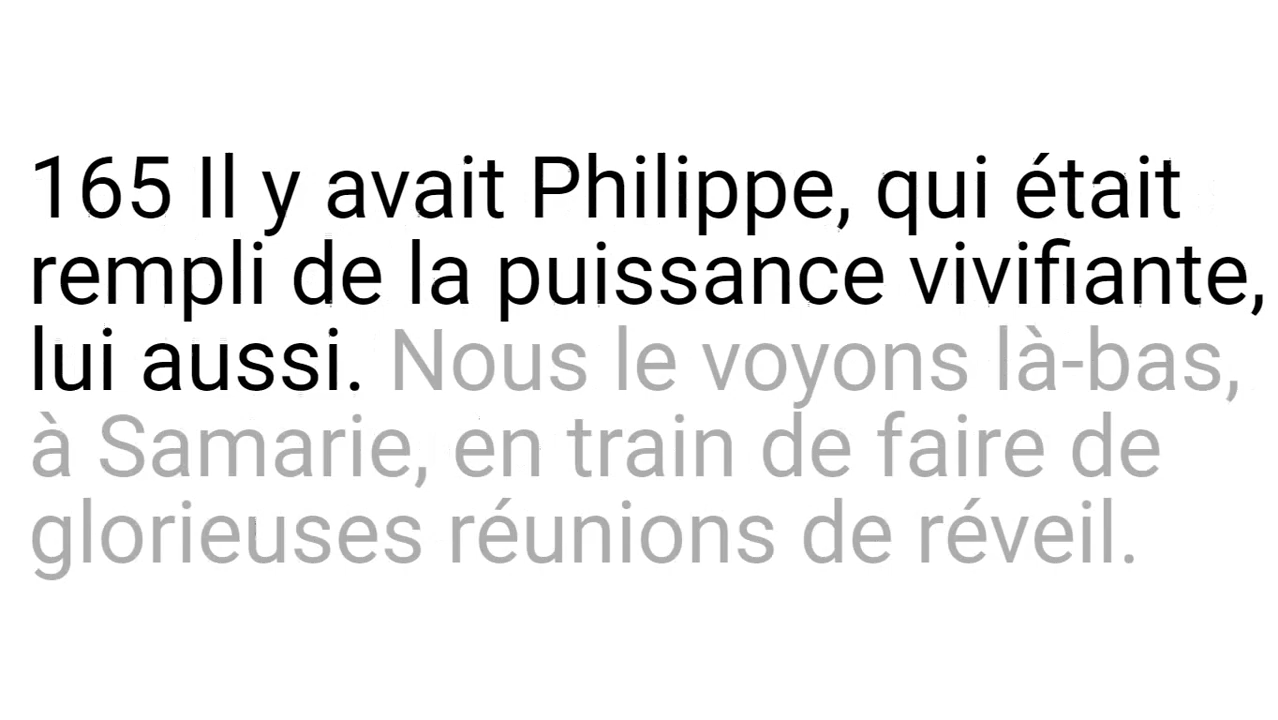 165 Il y avait Philippe, qui était
rempli de la puissance vivifiante,
lui aussi. Nous le voyons là-bas,
à Samarie, en train de faire de
glorieuses réunions de réveil.